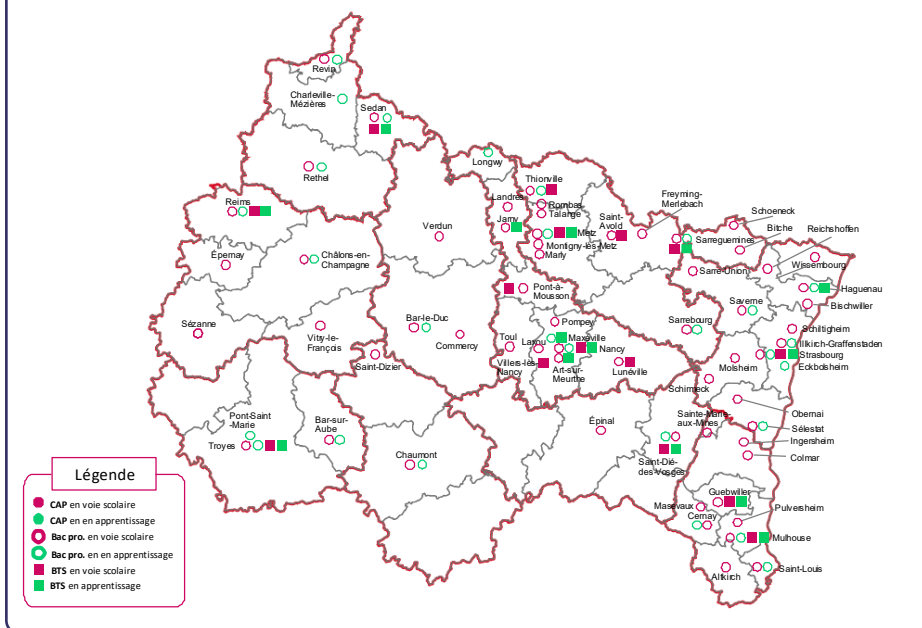 Revin
Charleville-
Mézières
Sedan
Rethel
Longwy
Reims
Landres
Jarny
Thionville
Rombas
Talange
Metz
Montigny-lès-Metz
Marly
Saint-
Avold
Freyming-
Merlebach
Schoeneck
Bitche
Reichshoffen
Sarreguemines
Wissembourg
Verdun
Épernay
Châlons-en-
Champagne
Sarre-Union
Haguenau
Bischwiller
Pont-à-
Mousson
Saverne
Sézanne
Vitry-le-
François
Bar-le-Duc
Commercy
Toul
Pompey
Maxéville
Laxou
Nancy
Villers-lès-
Nancy
Art-sur-
Meurthe
Lunéville
Sarrebourg
Schiltigheim
Illkirch-Graffenstaden
Strasbourg
Eckbolsheim
Molsheim
Saint-Dizier
Schirmeck
Obernai
Pont-Saint
-Marie
Troyes
Bar-sur-
Aube
Chaumont
Épinal
Saint-Dié-
des-Vosges
Sainte-Marie-
aux-Mines
Sélestat
Ingersheim
Colmar
Guebwiller
Masevaux
Cernay
Pulversheim
Mulhouse
Altkirch
Saint-Louis
Légende
CAP en voie scolaire
CAP en en apprentissage
Bac pro. en voie scolaire
Bac pro. en en apprentissage
BTS en voie scolaire
BTS en apprentissage